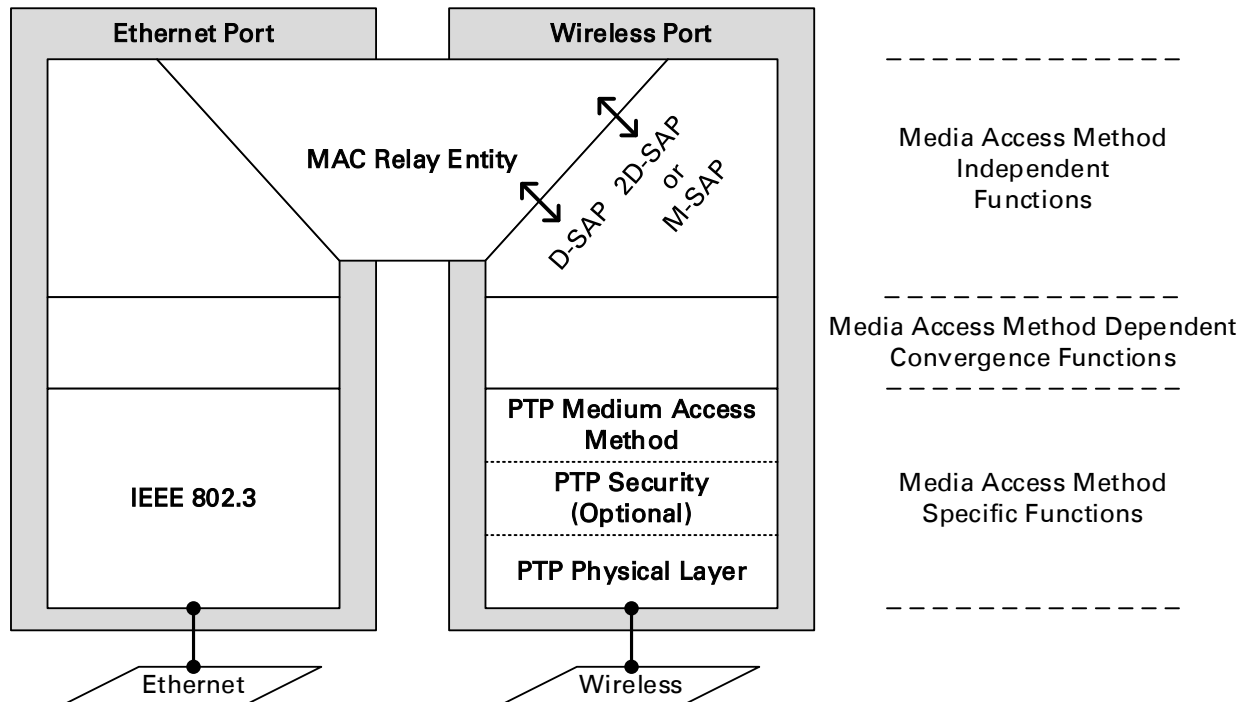 Ethernet Port
Wireless Port
MAC Relay Entity
D-SAP
2D-SAP
or
M-SAP
Media Access Method
Independent
Functions
Media Access Method Dependent
Convergence Functions
IEEE 802.3
PTP Medium Access
Method
PTP Security
(Optional)
PTP Physical Layer
Media Access Method
Specific Functions
Ethernet
Wireless